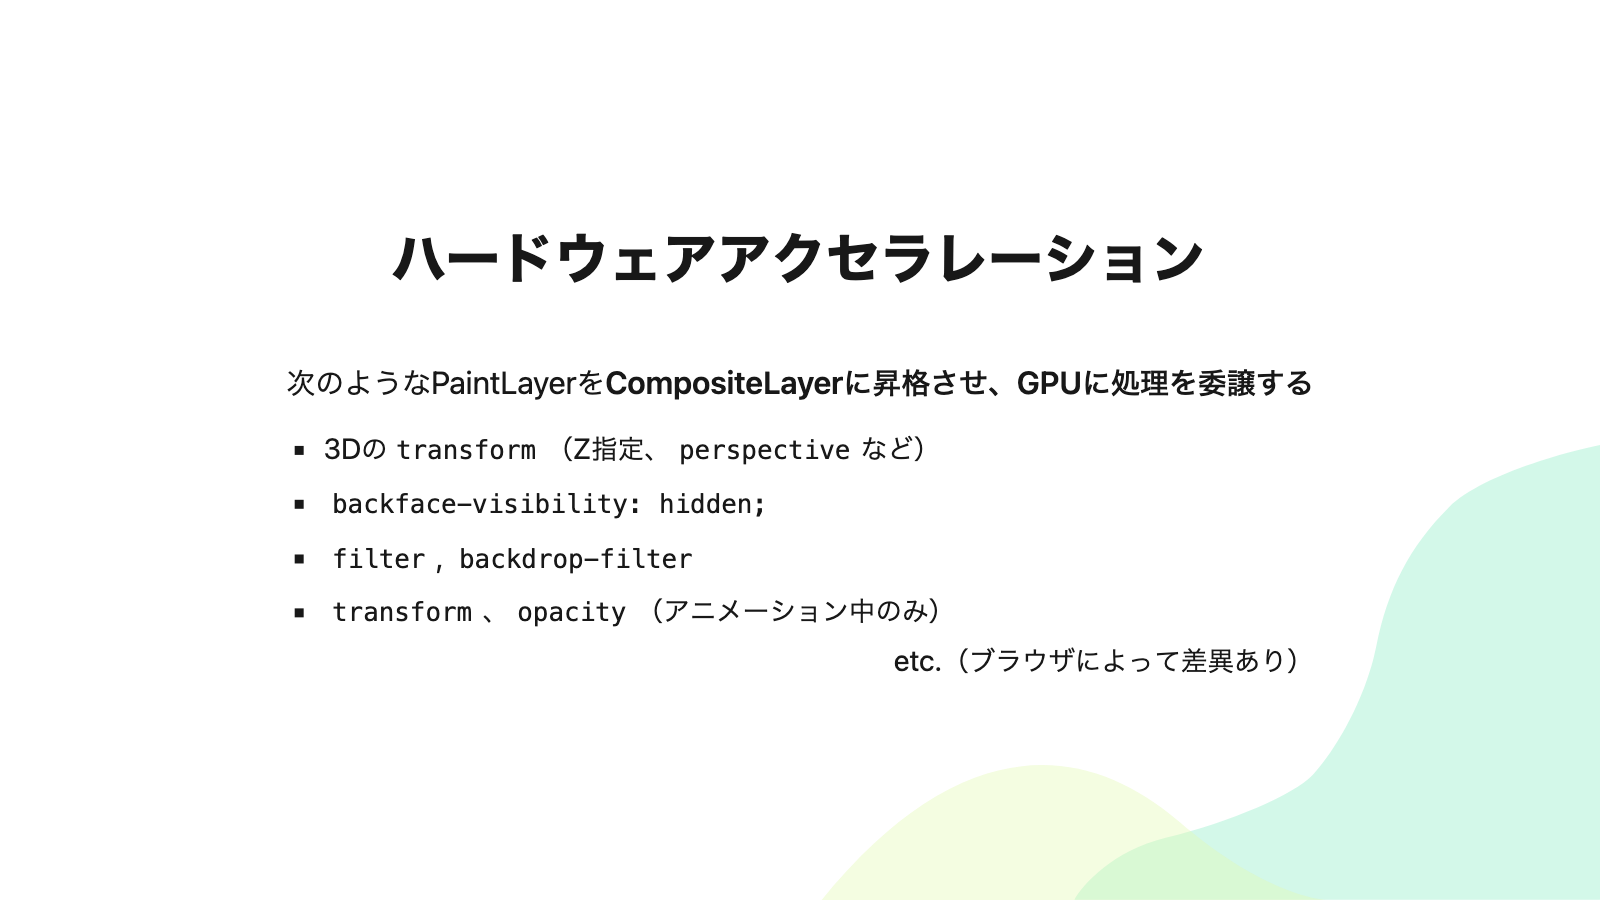 ハードウェアアクセラレーション
次のようなPaintLayerをCompositeLayerに昇格させ、GPUに処理を委譲する
▪ 3Dの transform （Z指定、 perspective など）
▪ backface-visibility: hidden;
▪ filter , backdrop-filter
▪ transform 、 opacity （アニメーション中のみ）
etc.（ブラウザによって差異あり）